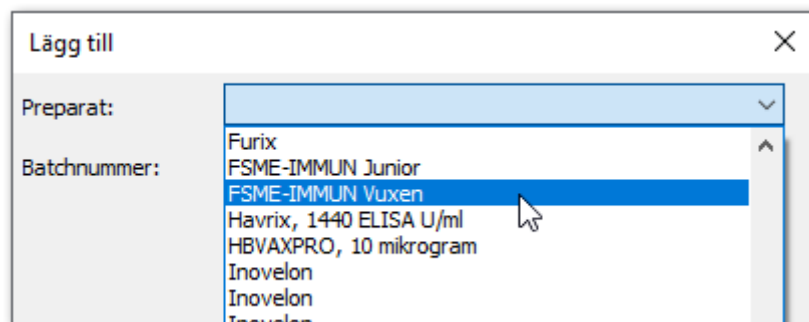 Lägg till
Preparat:
Furix
Batchnummer:
FSME-IMMUN Junior
FSME-IMMUN Vuxen
Havrix, 1440 ELISA U/ml
HBVAXPRO, 10 mikrogram
Inovelon
Inovelon
Inovelon